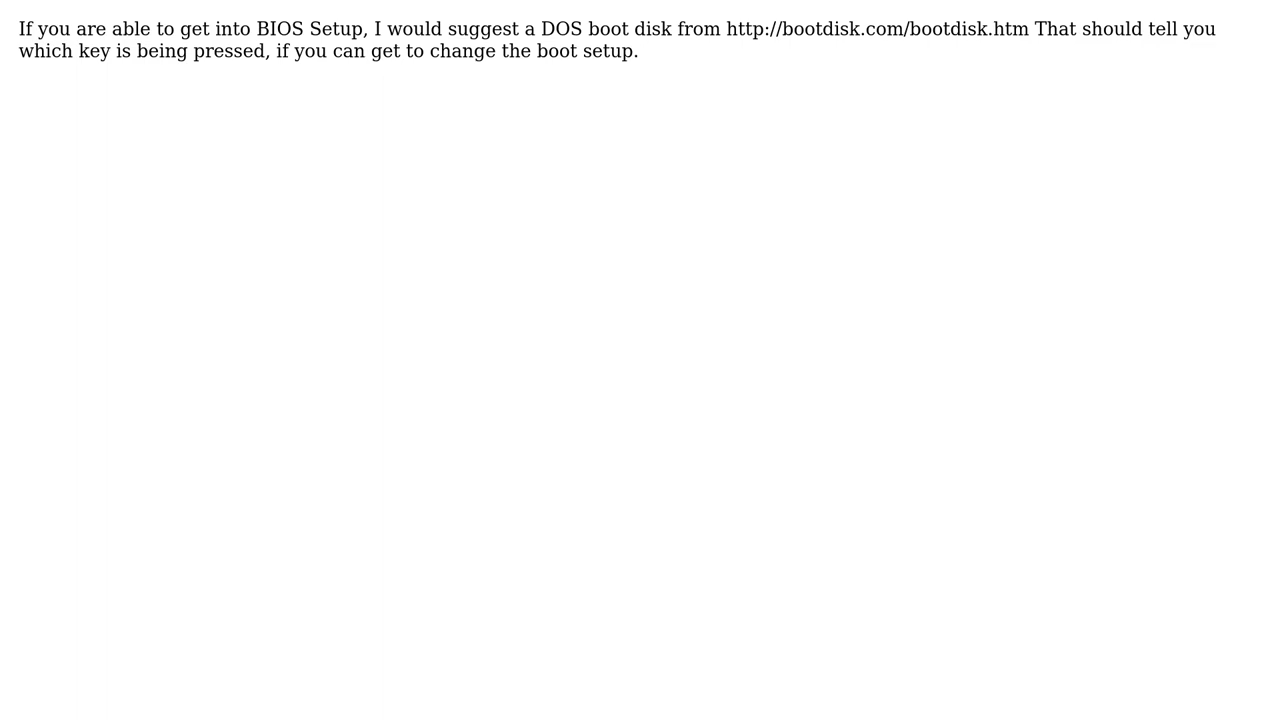 If you are able to get into BIOS Setup, I would suggest a DOS boot disk from http://bootdisk.com/bootdisk.htm That should tell you
which key is being pressed, if you can get to change the boot setup.